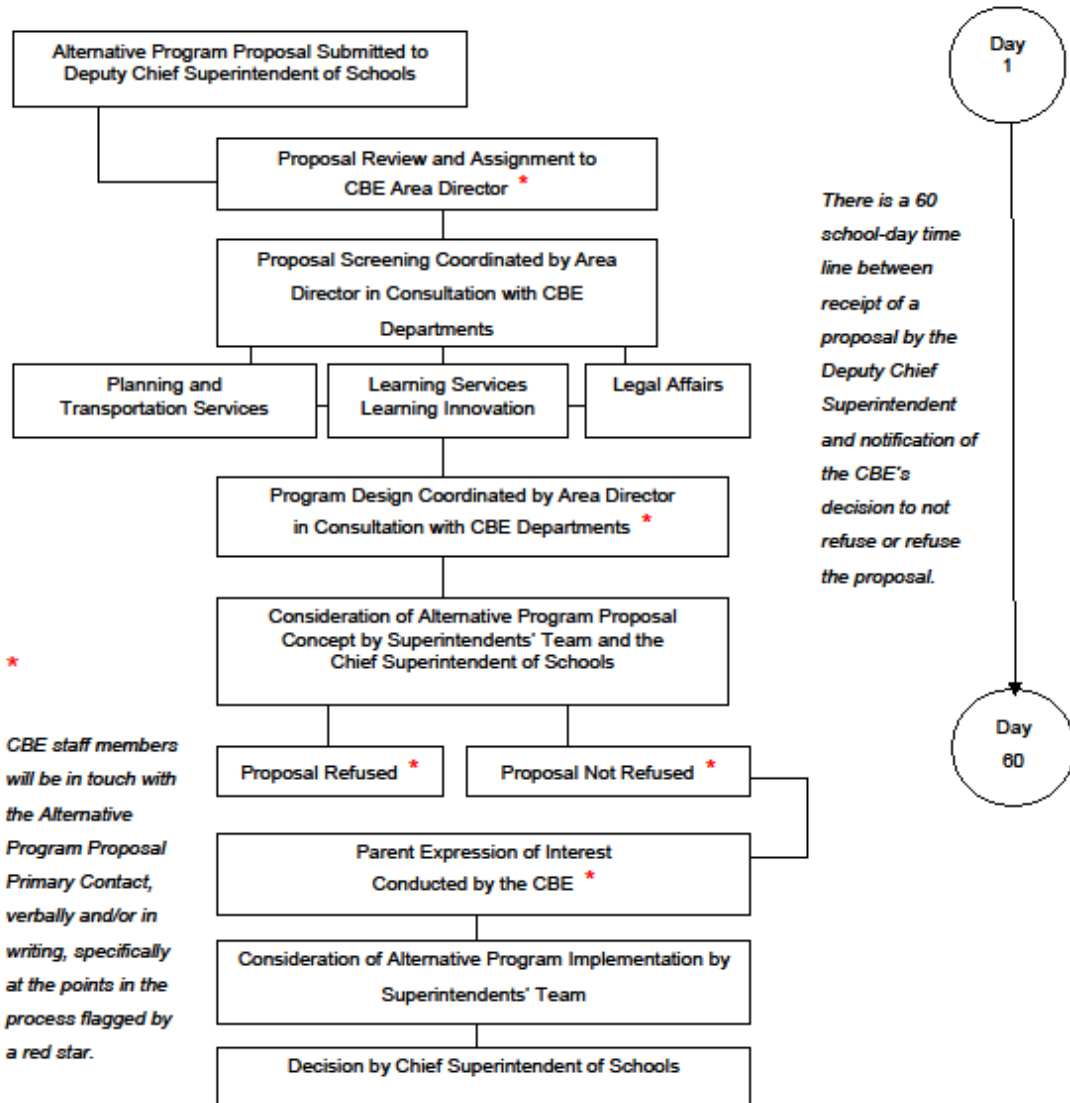 Alternative Program Proposal Submitted to
Deputy Chief Superintendent of Schools
Day
1
Proposal Review and Assignment to
CBE Area Director *
Proposal Screening Coordinated by Area
Director in Consultation with CBE
Departments
Planning and
Transportation Services
Learning Services
Learning Innovation
Legal Affairs
Program Design Coordinated by Area Director
in Consultation with CBE Departments *
There is a 60
school-day time
line between
receipt of a
proposal by the
Deputy Chief
Superintendent
and notification of
the CBE's
decision to not
refuse or refuse
the proposal.
Consideration of Alternative Program Proposal
Concept by Superintendents' Team and the
Chief Superintendent of Schools
Proposal Refused *
Proposal Not Refused *
Day
60
Parent Expression of Interest
Conducted by the CBE *
Consideration of Alternative Program Implementation by
Superintendents' Team
Decision by Chief Superintendent of Schools
*
CBE staff members
will be in touch with
the Alternative
Program Proposal
Primary Contact,
verbally and/or in
writing, specifically
at the points in the
process flagged by
a red star.